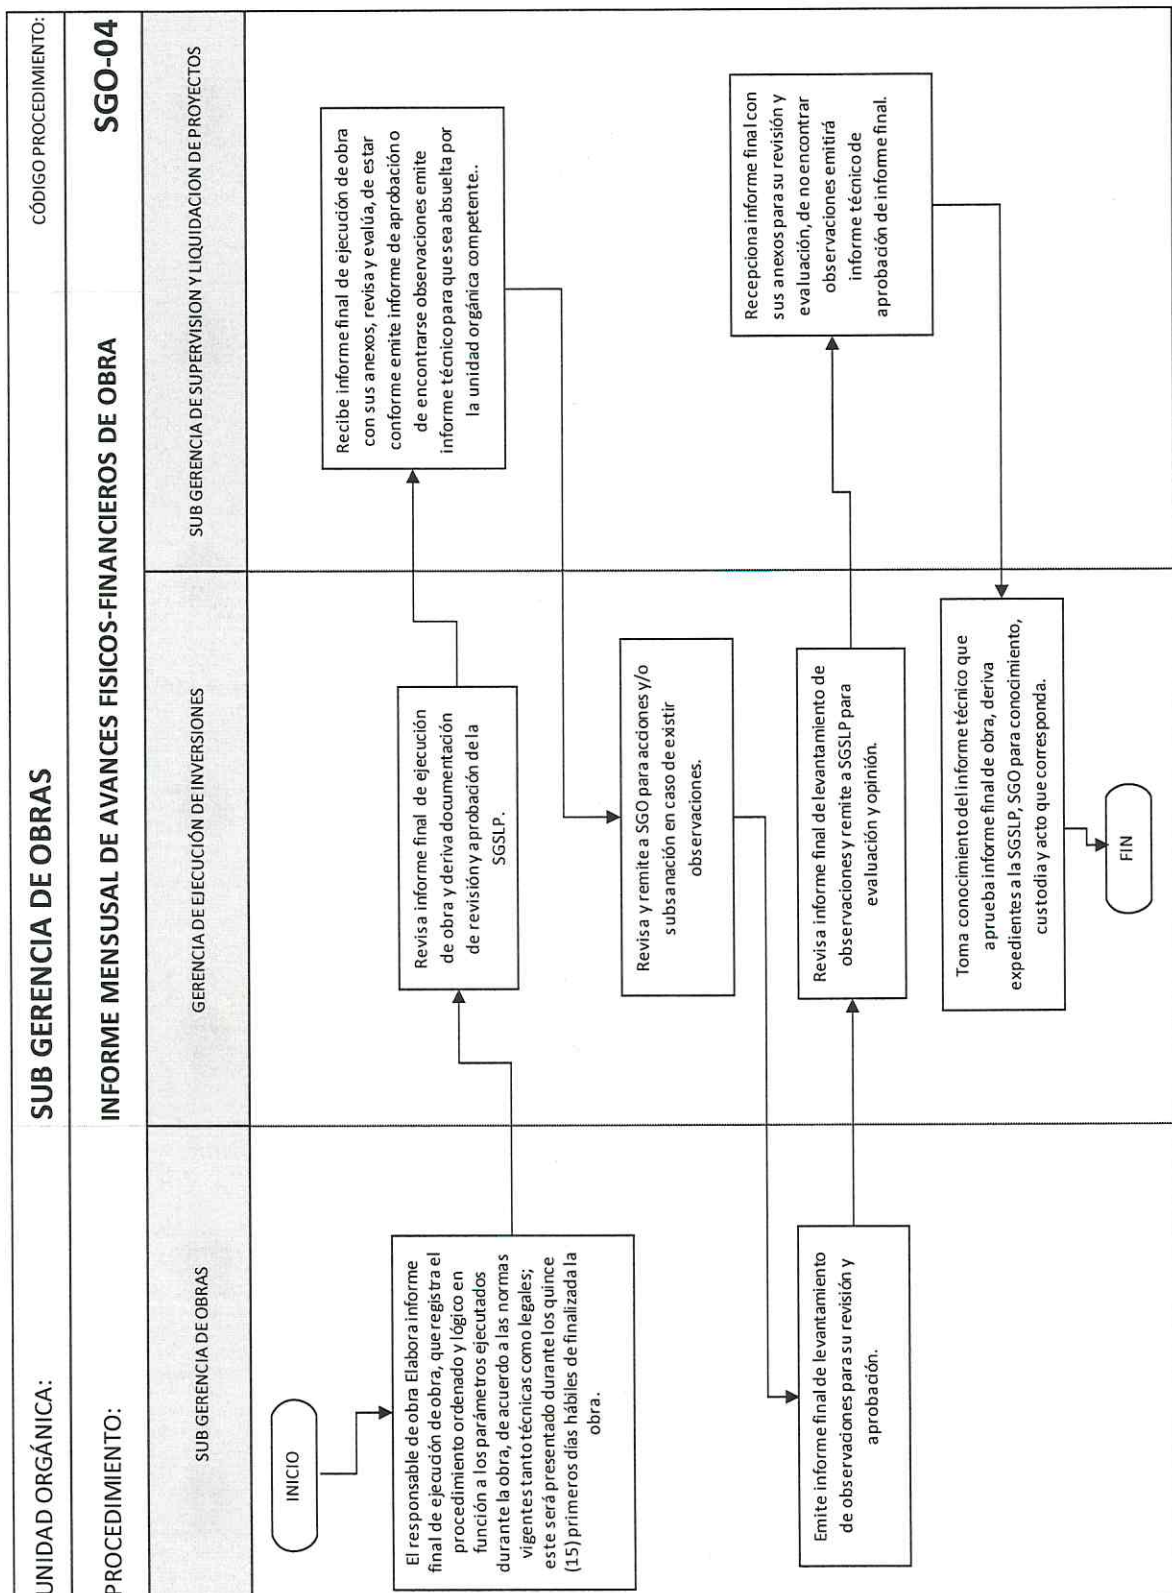 UNIDAD ORGÁNICA:
SUB GERENCIA DE OBRAS
CÓDIGO PROCEDIMIENTO:
PROCEDIMIENTO:
INFORME MENSUSAL DE AVANCES FISICOS-FINANCIEROS DE OBRA
SGO-04
SUB GERENCIA DE OBRAS
GERENCIA DE EJECUCIÓN DE INVERSIONES
SUB GERENCIA DE SUPERVISION Y LIQUIDACION DE PROYECTOS
INICIO
El responsable de obra Elabora informe
final de ejecución de obra, que registra el
procedimiento ordenado y lógico en
función a los parámetros ejecutados
durante la obra, de acuerdo a las normas
vigentes tanto técnicas como legales;
este será presentado durante los quince
(15) primeros días hábiles de finalizada la
obra.
Revisa informe final de ejecución
de obra y deriva documentación
de revisión y aprobación de la
SGSLP.
Recibe informe final de ejecución de obra
con sus anexos, revisa y evalúa, de estar
conforme emite informe de aprobación o
de encontrarse observaciones emite
informe técnico para que sea absuelta por
la unidad orgánica competente..
Revisa y remite a SGO para acciones y/o
subsanación en caso de existir
observaciones.
Emite informe final de levantamiento
de observaciones para su revisión y
aprobación.
Revisa informe final de levantamiento de
observaciones y remite a SGSLP para
evaluación y opinión.
Recepciona informe final con
sus anexos para su revisión y
evaluación, de no encontrar
observaciones emitirá
informe técnico de
aprobación de informe final.
Toma conocimiento del informe técnico que
aprueba informe final de obra, deriva
expedientes a la SGSLP, SGO para conocimiento,
custodia y acto que corresponda.
FIN